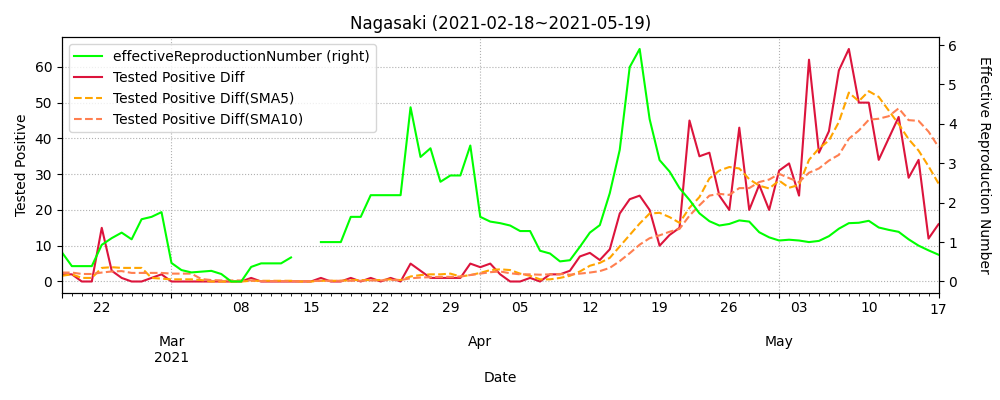 Nagasaki (2021-02-18~2021-05-19)
effectiveReproductionNumber (right)
Tested Positive Diff
Tested Positive Diff(SMA5)
Tested Positive Diff(SMA10)
Tested Positive
60
50
40
30
20
10
0
Effective Reproduction Number
6
5
4
3
2
1
0
22 08 15 22 29 05 12 19 26 03 10 17
Mar Apr May
2021
Date